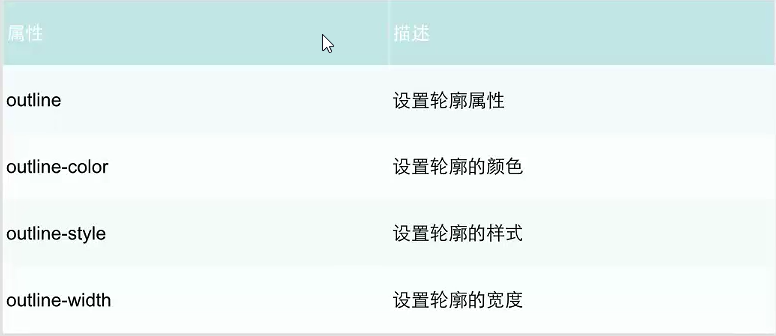 属性 描述
outline 设置轮廓属性
outline-color 设置轮廓的颜色
outline-style 设置轮廓的样式
outline-width 设置轮廓的宽度